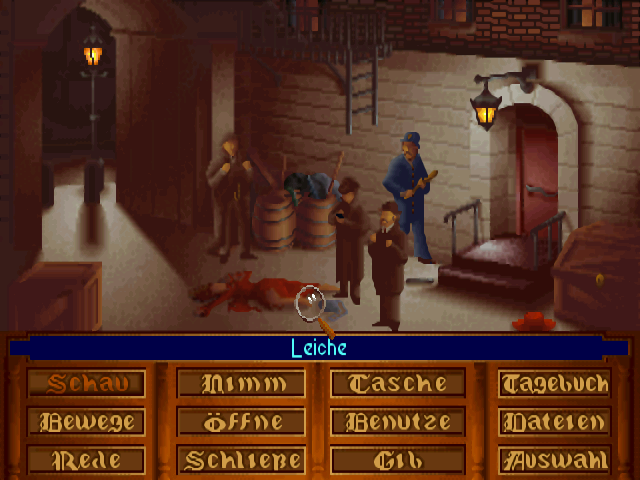 Leiche
Schau Nimm Tasche Tagebuch
Bewege Öffne Benutze Dateien
Rede Schließe Gib Auswahl